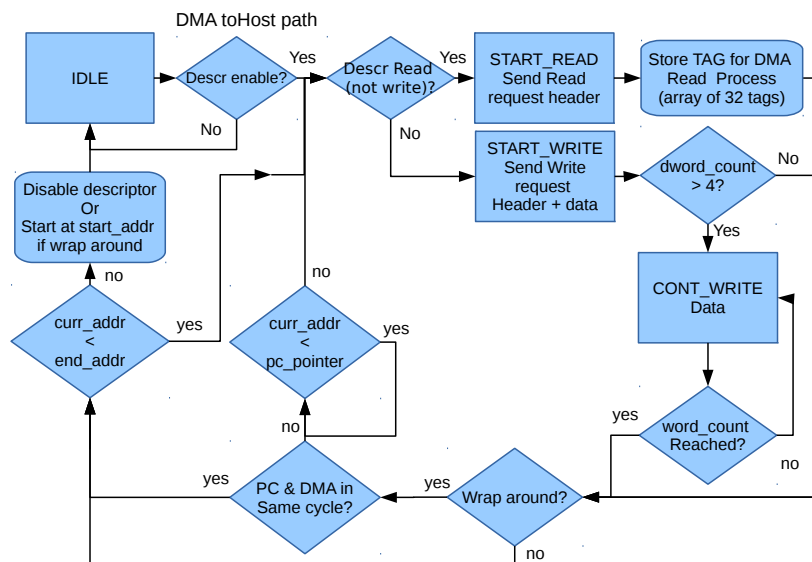 DMA toHost path
IDLE
Descr enable?
Yes
No
Descr Read
(not write)?
Yes
No
START_READ
Send Read
request header
Store TAG for DMA
Read Process
(array of 32 tags)
START_WRITE
Send Write
request
Header + data
dword_count
> 4?
No
Yes
Disable descriptor
Or
Start at start_addr
if wrap around
no
curr_addr
<
end_addr
yes
no
curr_addr
<
pc_pointer
yes
no
CONT_WRITE
Data
word_count
Reached?
yes
no
PC & DMA in
Same cycle?
yes
Wrap around?
yes
no